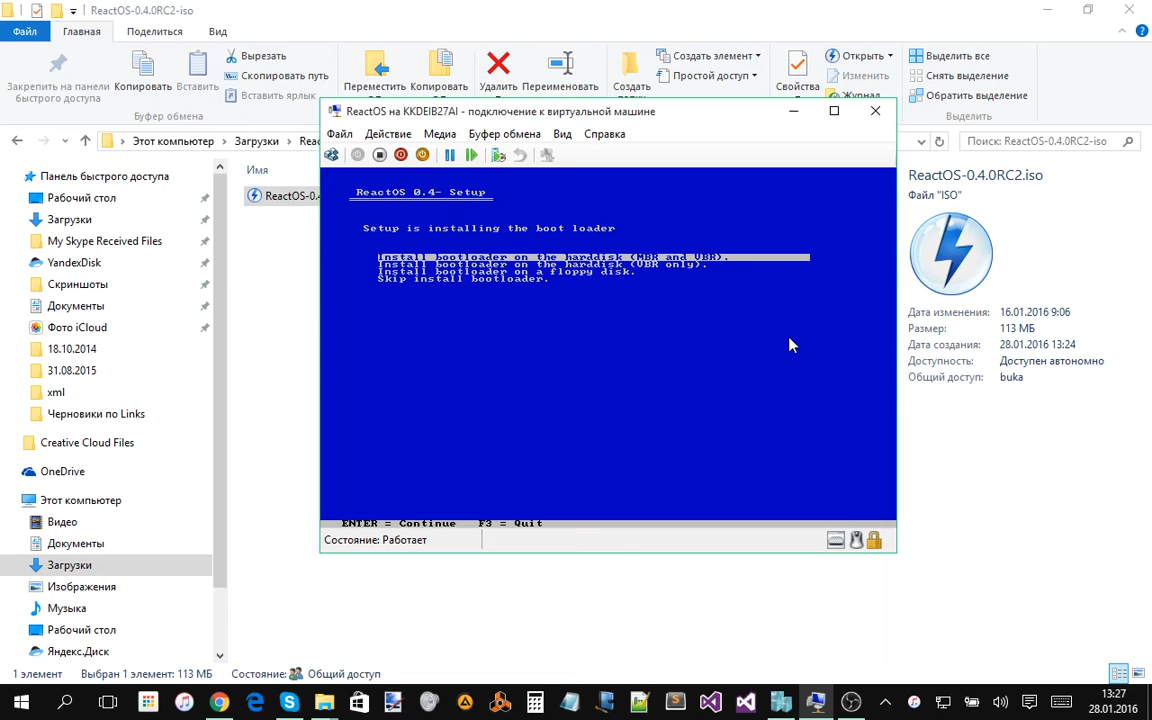 ReactOS-0.4.0RC2-iso
Файл
Главная
Поделиться
Вид
Закрепить на панели
быстрого доступа
Копировать
Вставить
Вырезать
Скопировать путь
Вставить ярлык
Буфер обмена
Переместить
Копировать
Удалить
Переименовать
Создать
Создать элемент
Простой доступ
Свойства
Открыть
Изменить
Журнал
Выделить все
Снять выделение
Обратить выделение
Выделить
Этот компьютер
Загрузки
Reac
Поиск: ReactOS-0.4.0RC2-iso
Панель быстрого доступа
Рабочий стол
Загрузки
My Skype Received Files
YandexDisk
Скриншоты
Документы
Фото iCloud
18.10.2014
31.08.2015
xml
Черновики по Links
Creative Cloud Files
OneDrive
Этот компьютер
Видео
Документы
Загрузки
Изображения
Музыка
Рабочий стол
Яндекс.Диск
Имя
ReactOS-0.4
ReactOS на KKDEIB27AI - подключение к виртуальной машине
Файл Действие Медиа Буфер обмена Вид Справка
ReactOS 0.4- Setup
Setup is installing the boot loader
Install bootloader on the harddisk (MBR and VBR).
Install bootloader on the harddisk (VBR only).
Install bootloader on a floppy disk.
Skip install bootloader.
ENTER = Continue F3 = Quit
Состояние: Работает
ReactOS-0.4.0RC2.iso
Файл "ISO"
Дата изменения: 16.01.2016 9:06
Размер: 113 МБ
Дата создания: 28.01.2016 13:24
Доступность: Доступен автономно
Общий доступ: buka
1 элемент
Выбран 1 элемент: 113 МБ
Состояние: Общий доступ
13:27
28.01.2016